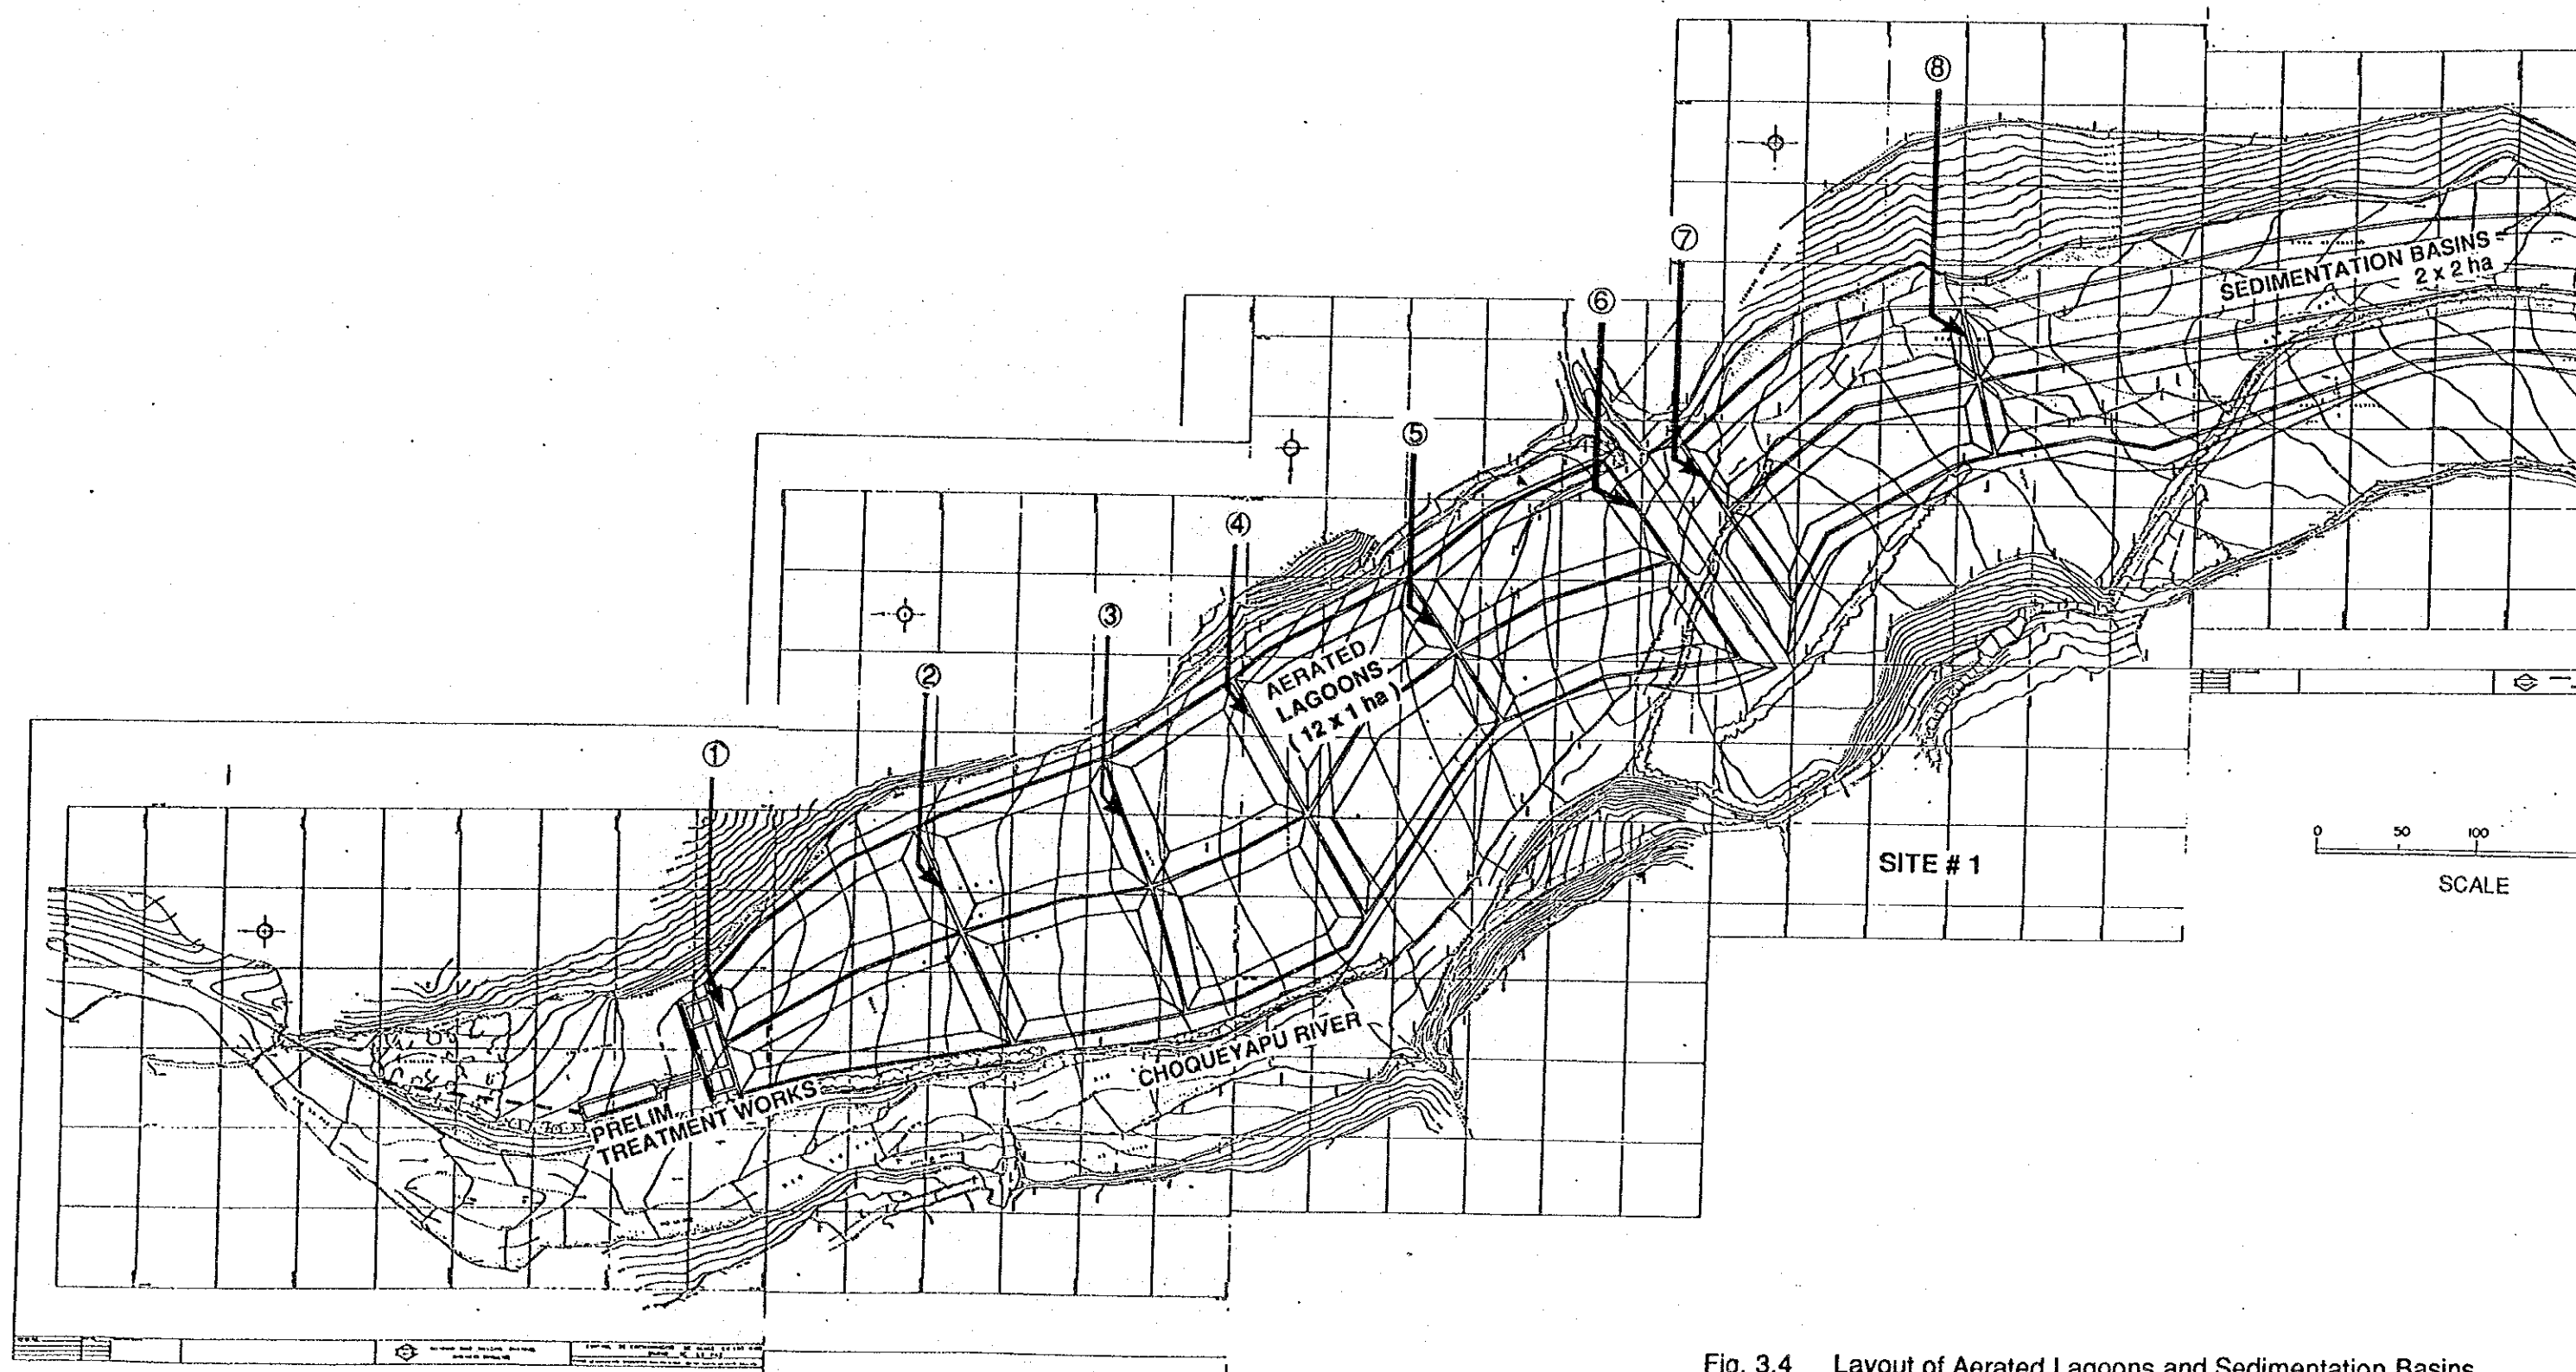 ⑧
⑦
SEDIMENTATION BASINS
2 x 2 ha
⑥
⑤
④
③
AERATED
LAGOONS
( 12 x 1 ha )
②
①
0 50 100
SCALE
SITE # 1
CHOQUEYAPU RIVER
PRELIM.
TREATMENT WORKS
Fig. 3.4 Layout of Aerated Lagoons and Sedimentation Basins